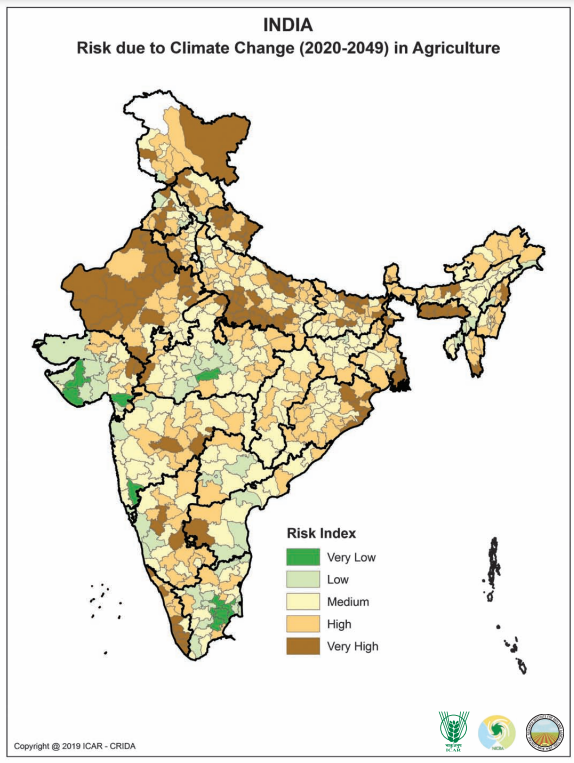 INDIA
Risk due to Climate Change (2020-2049) in Agriculture
Risk Index
Very Low
Low
Medium
High
Very High
ICAR
Copyright @ 2019 ICAR - CRIDA